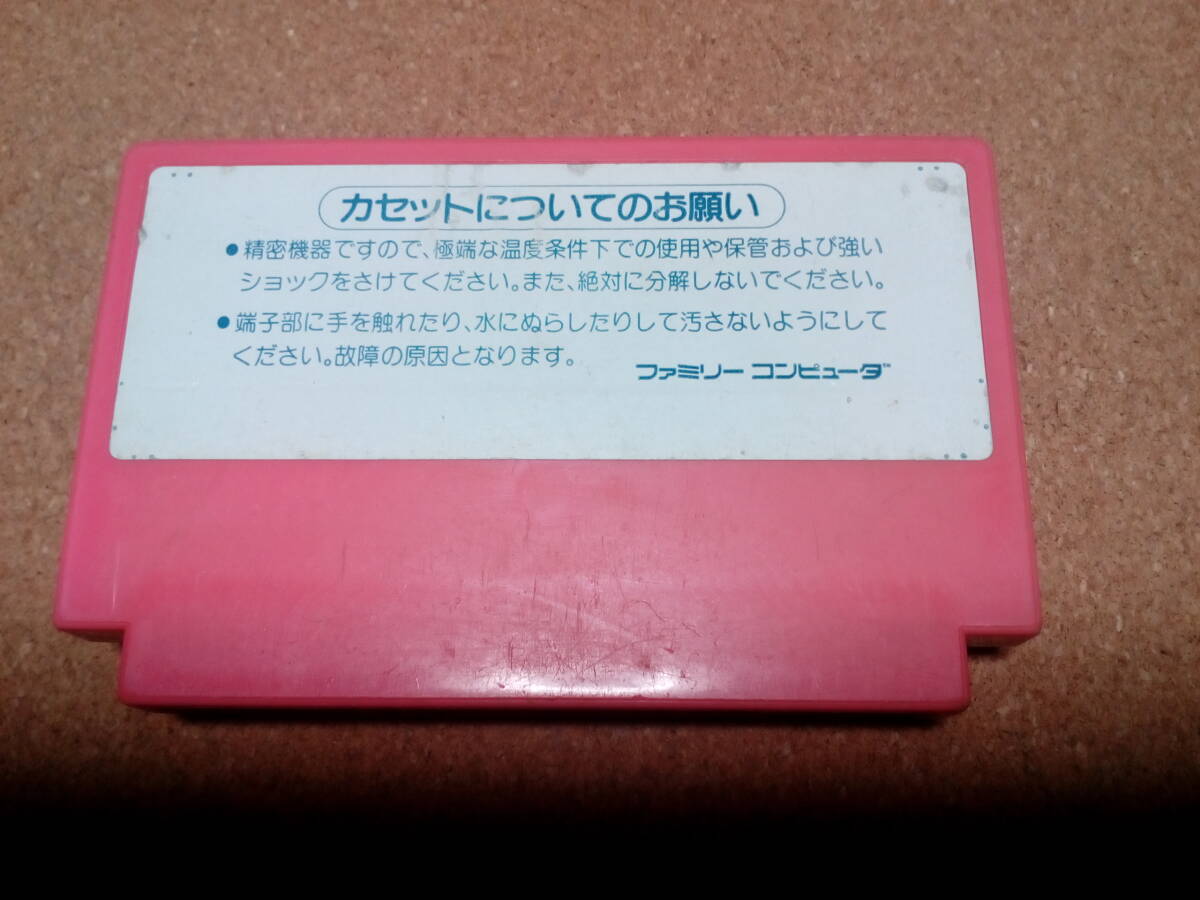 カセットについてのお願い
●精密機器ですので、極端な温度条件下での使用や保管および強い
ショックをさけてください。また、絶対に分解しないでください。
●端子部に手を触れたり、水にぬらしたりして汚さないようにして
ください。故障の原因となります。
ファミリー コンピュータ™